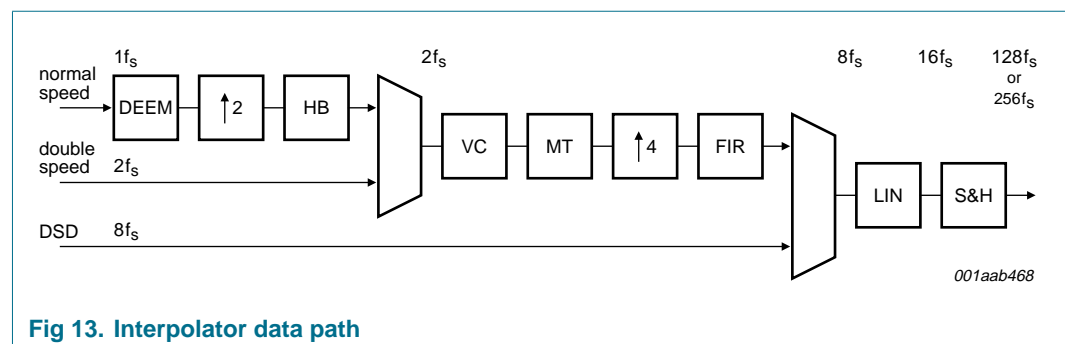 1fs
2fs
8fs
16fs
128fs
or
256fs
normal
speed
DEEM
↑2
HB
VC
MT
↑4
FIR
LIN
S&H
double
speed
2fs
DSD
8fs
001aab468
Fig 13. Interpolator data path